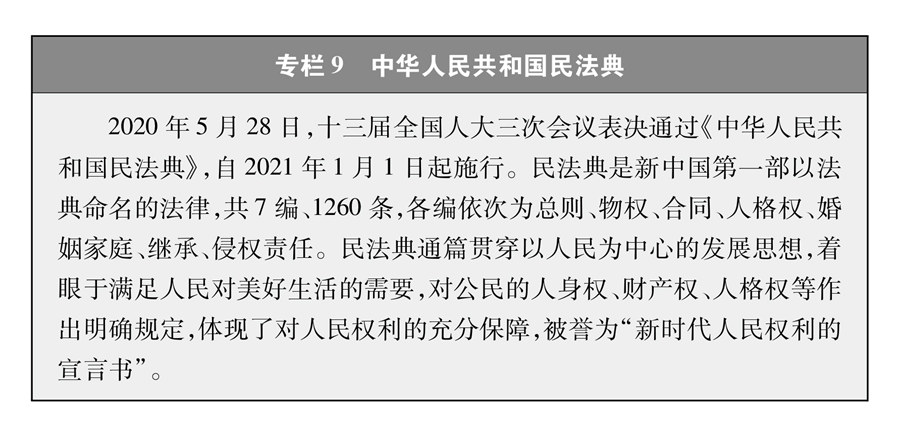 专栏 9　中华人民共和国民法典
2020 年 5 月 28 日，十三届全国人大三次会议表决通过《中华人民共
和国民法典》，自 2021 年 1 月 1 日起施行。民法典是新中国第一部以法
典命名的法律，共 7 编、1260 条，各编依次为总则、物权、合同、人格权、婚
姻家庭、继承、侵权责任。民法典通篇贯穿以人民为中心的发展思想，着
眼于满足人民对美好生活的需要，对公民的人身权、财产权、人格权等作
出明确规定，体现了对人民权利的充分保障，被誉为“新时代人民权利的
宣言书”。